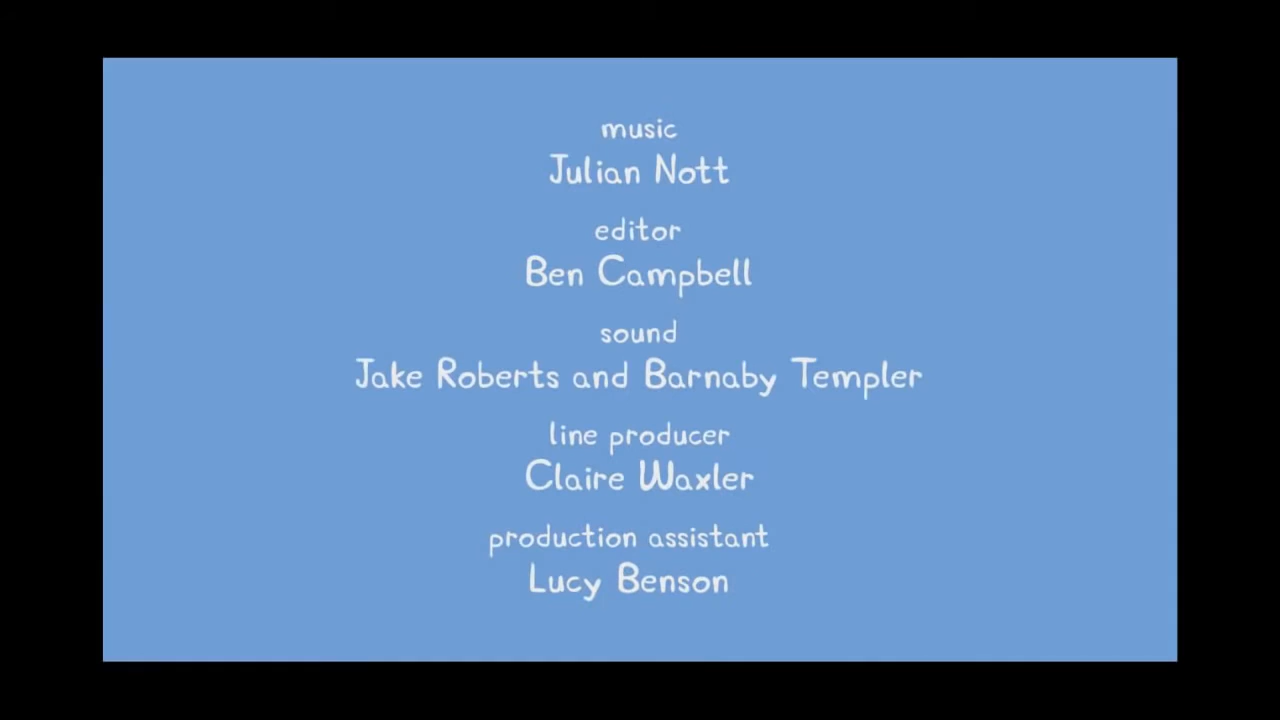 music
Julian Nott
editor
Ben Campbell
sound
Jake Roberts and Barnaby Templer
line producer
Claire Waxler
production assistant
Lucy Benson